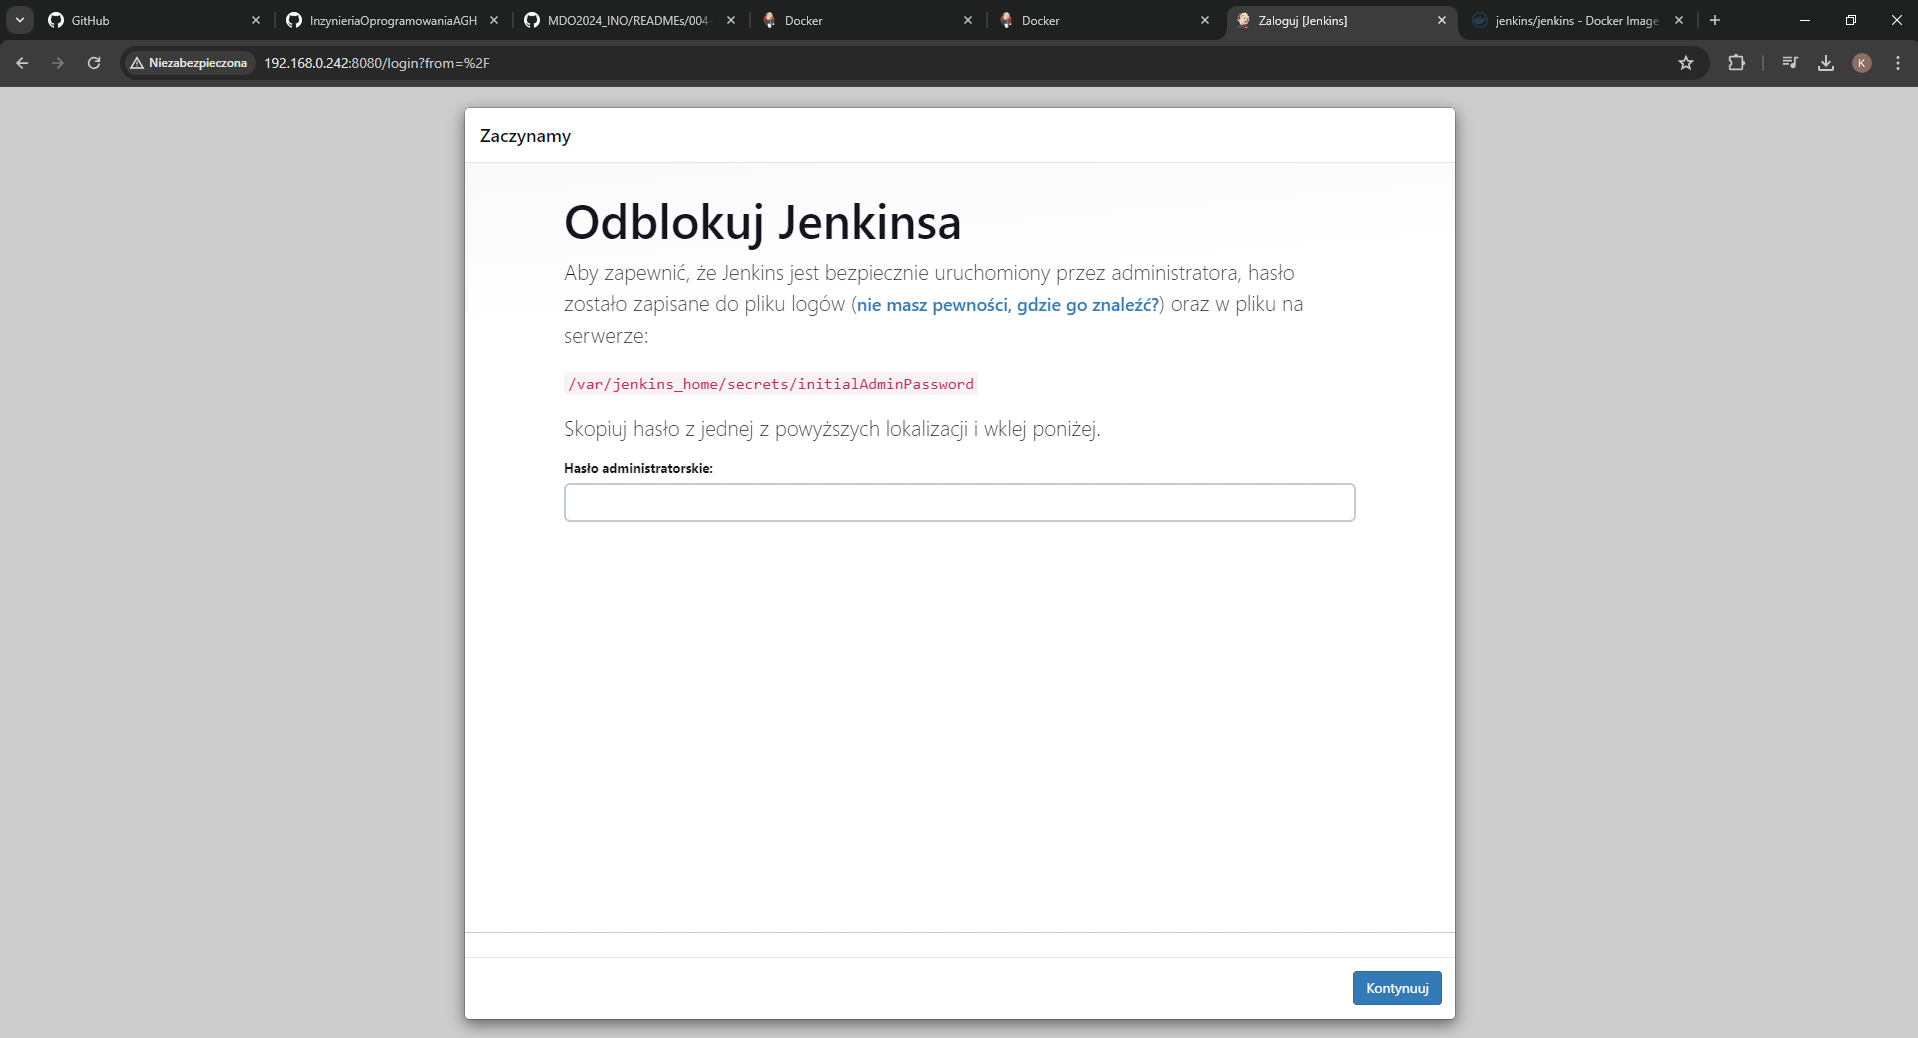 GitHub
InzynieriaOprogramowaniaAGH
MDO2024_INO/READMEs/004-
Docker
Docker
Zaloguj [Jenkins]
jenkins/jenkins - Docker Image
Niezabezpieczona
192.168.0.242:8080/login?from=%2F
K
Zaczynamy
Odblokuj Jenkinsa
Aby zapewnić, że Jenkins jest bezpiecznie uruchomiony przez administratora, hasło
zostało zapisane do pliku logów (nie masz pewności, gdzie go znaleźć?) oraz w pliku na
serwerze:
/var/jenkins_home/secrets/initialAdminPassword
Skopiuj hasło z jednej z powyższych lokalizacji i wklej poniżej.
Hasło administratorskie:
Kontynuuj